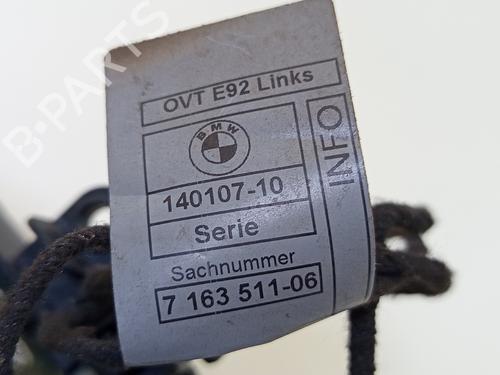 OVT E92 Links
BMW
140107-10
Serie
Sachnummer
7 163 511-06
INFO
B-PARTS